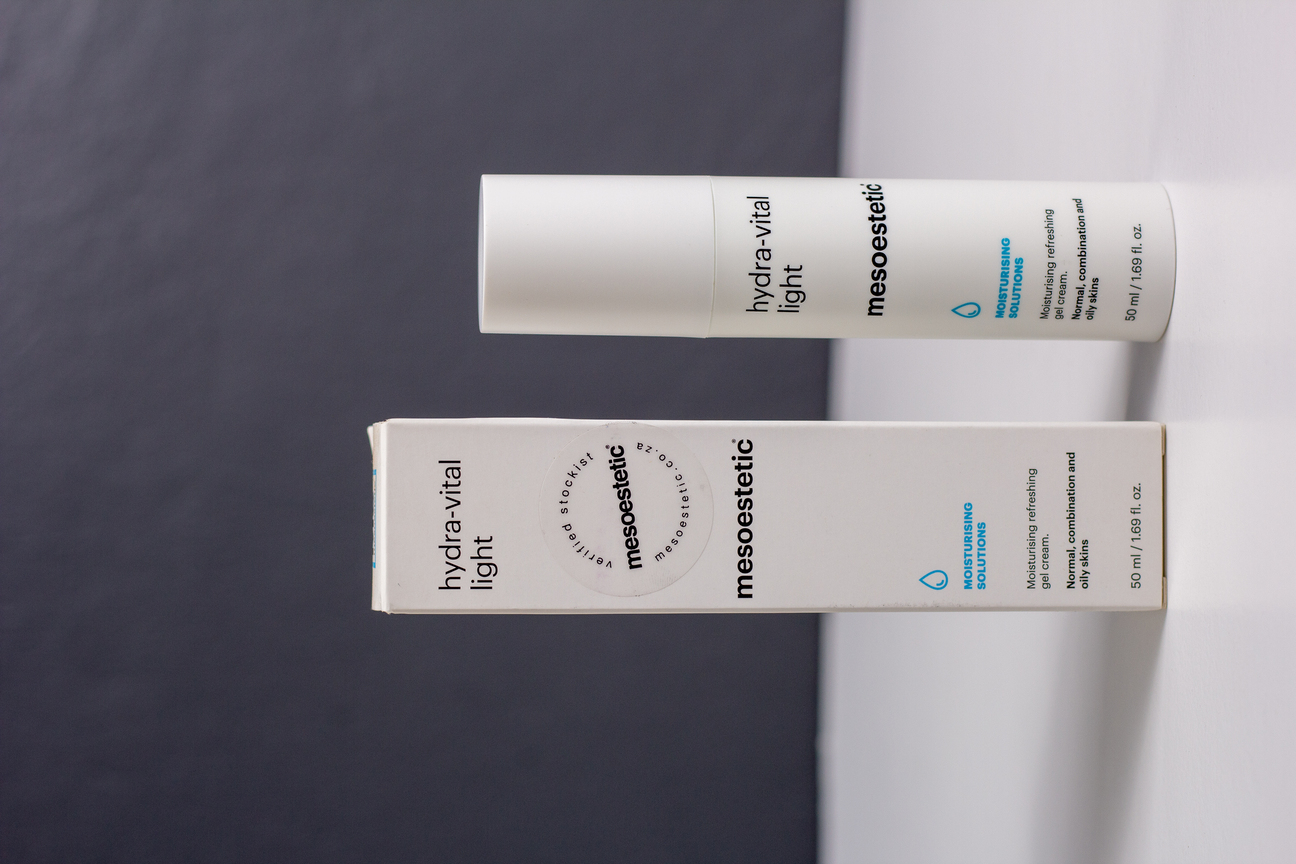 hydra-vital
light
verified stockist
mesoestetic®
mesoestetic.co.za
mesoestetic®
MOISTURISING
SOLUTIONS
Moisturising refreshing
gel cream.
Normal, combination and
oily skins
50 ml / 1.69 fl. oz.
hydra-vital
light
mesoestetic®
MOISTURISING
SOLUTIONS
Moisturising refreshing
gel cream.
Normal, combination and
oily skins
50 ml / 1.69 fl. oz.